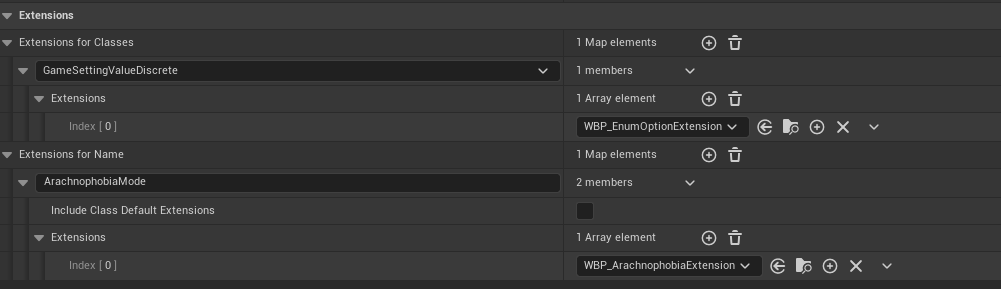 Extensions
Extensions for Classes 1 Map elements
GameSettingValueDiscrete 1 members
Extensions 1 Array element
Index [ 0 ] WBP_EnumOptionExtension
Extensions for Name 1 Map elements
ArachnophobiaMode 2 members
Include Class Default Extensions
Extensions 1 Array element
Index [ 0 ] WBP_ArachnophobiaExtension